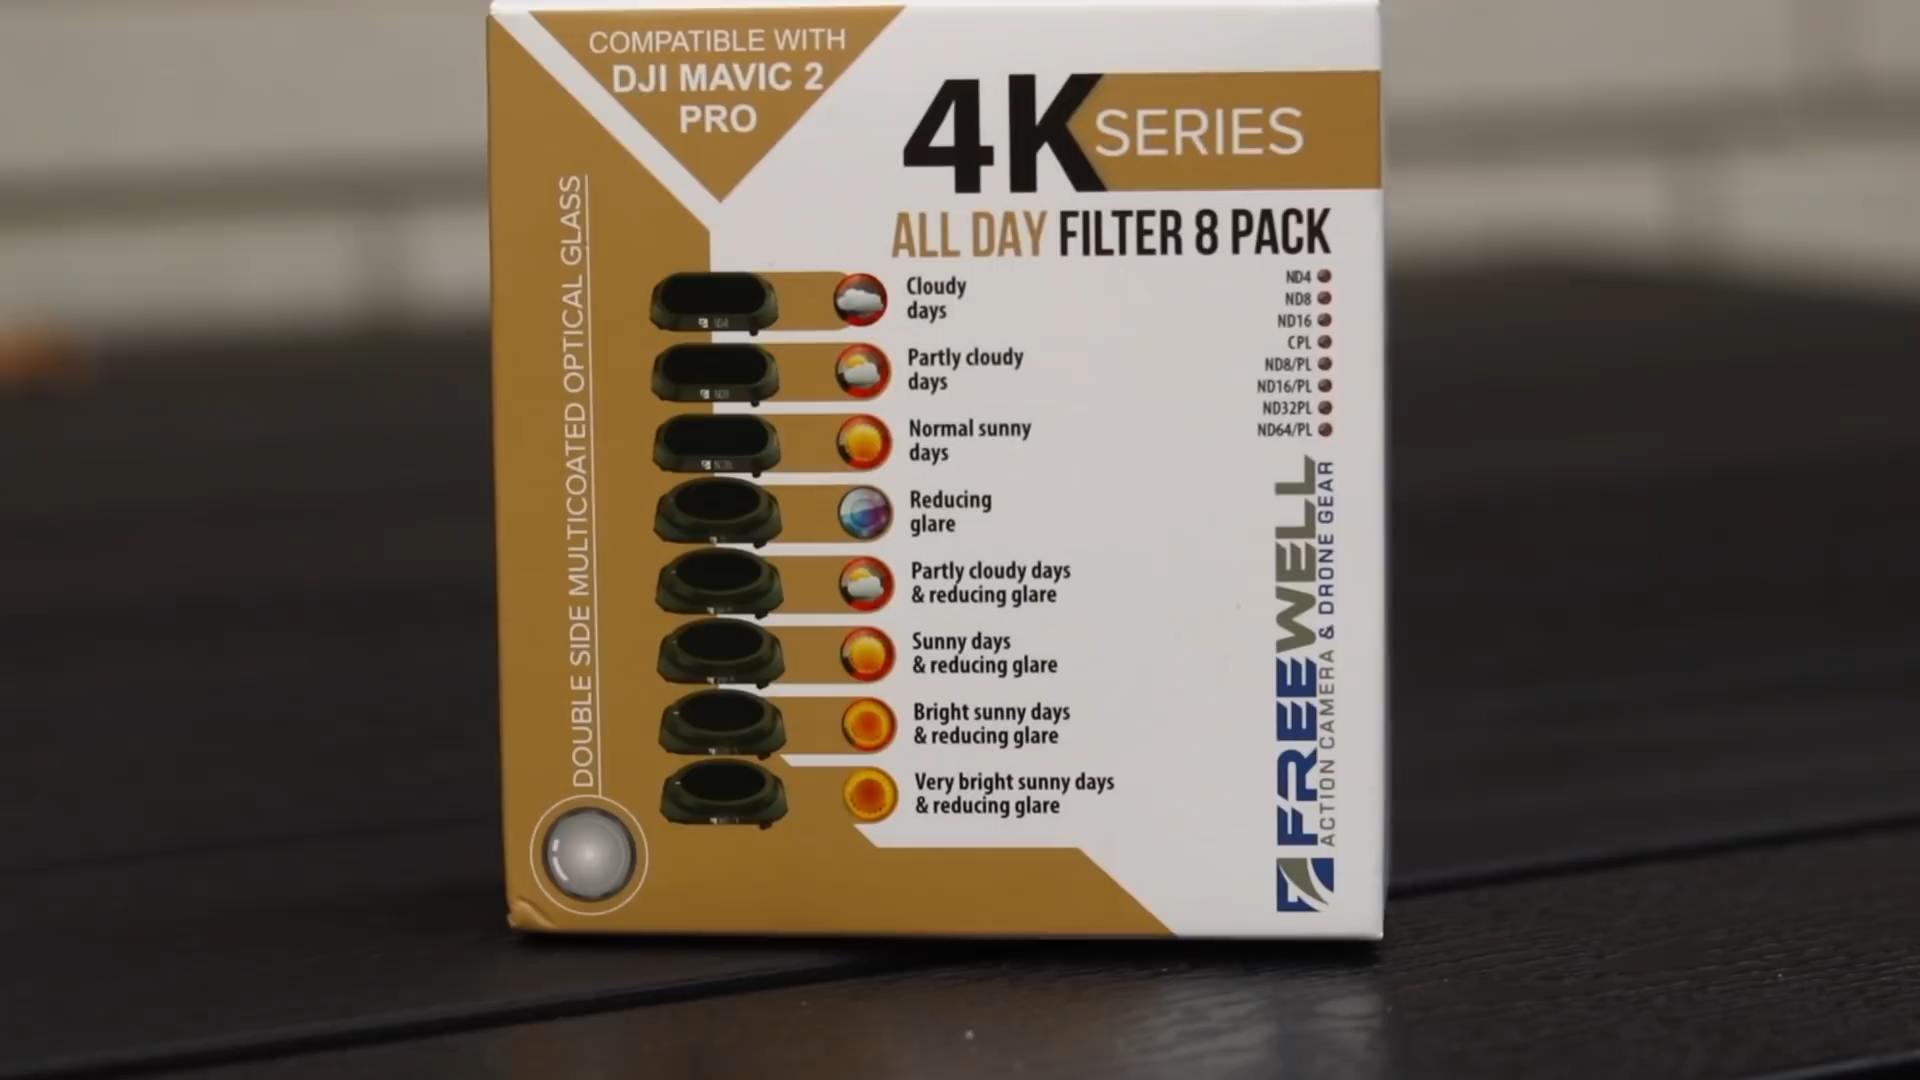 COMPATIBLE WITH
DJI MAVIC 2
PRO
4K SERIES
ALL DAY FILTER 8 PACK
DOUBLE SIDE MULTICOATED OPTICAL GLASS
Cloudy
days
Partly cloudy
days
Normal sunny
days
Reducing
glare
Partly cloudy days
& reducing glare
Sunny days
& reducing glare
Bright sunny days
& reducing glare
Very bright sunny days
& reducing glare
ND4
ND8
ND16
CPL
ND8/PL
ND16/PL
ND32PL
ND64/PL
FREEWELL
ACTION CAMERA & DRONE GEAR